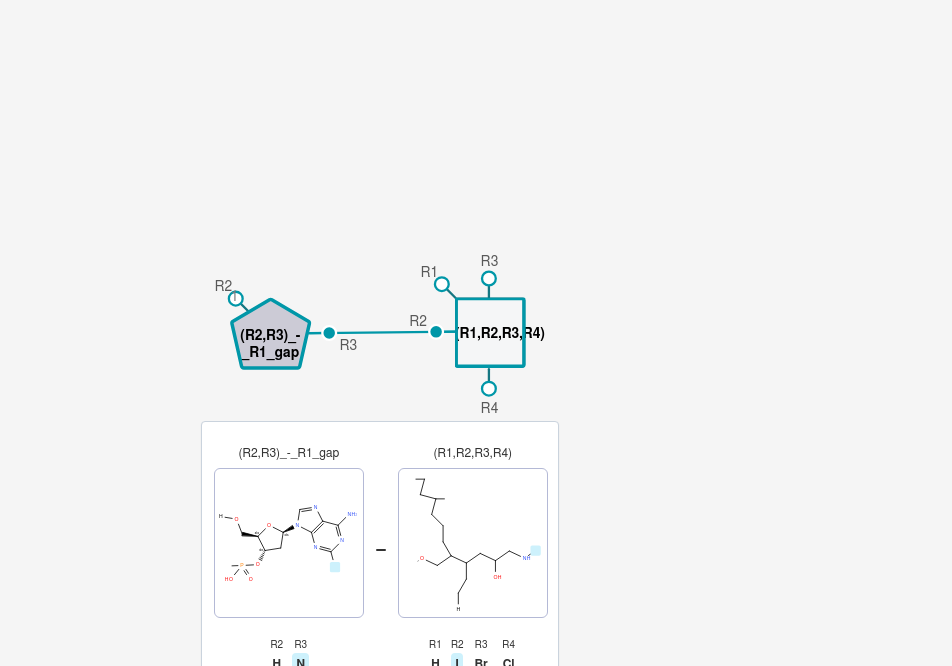 R3
R1
R2
R2
(R1,R2,R3,R4)
(R2,R3)_-
_R1_gap
R3
R4
(R2,R3)_-_R1_gap
(R1,R2,R3,R4)
H
O
O
N
N
NH₂
N
N
N
O
P
HO
O
O
NH
OH
H
R2 R3
R1 R2 R3 R4
H N
H I Br Cl